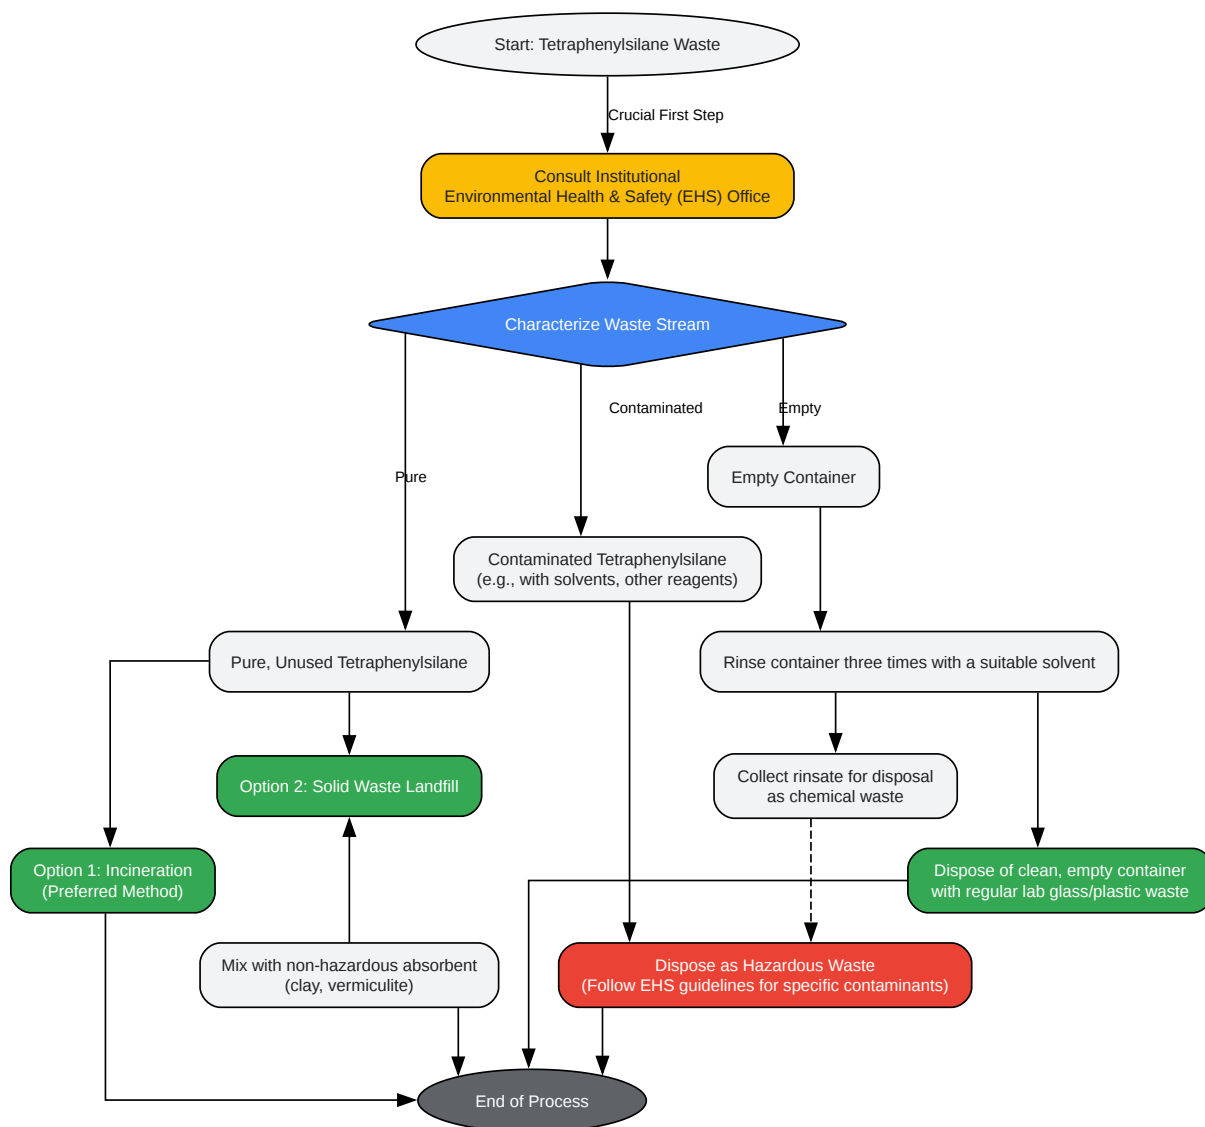 Start: Tetraphenylsilane Waste
Crucial First Step
Consult Institutional
Environmental Health & Safety (EHS) Office
Characterize Waste Stream
Contaminated
Empty
Pure
Empty Container
Contaminated Tetraphenylsilane
(e.g., with solvents, other reagents)
Pure, Unused Tetraphenylsilane
Rinse container three times with a suitable solvent
Option 2: Solid Waste Landfill
Collect rinsate for disposal
as chemical waste
Option 1: Incineration
(Preferred Method)
Dispose of clean, empty container
with regular lab glass/plastic waste
Mix with non-hazardous absorbent
(clay, vermiculite)
Dispose as Hazardous Waste
(Follow EHS guidelines for specific contaminants)
End of Process